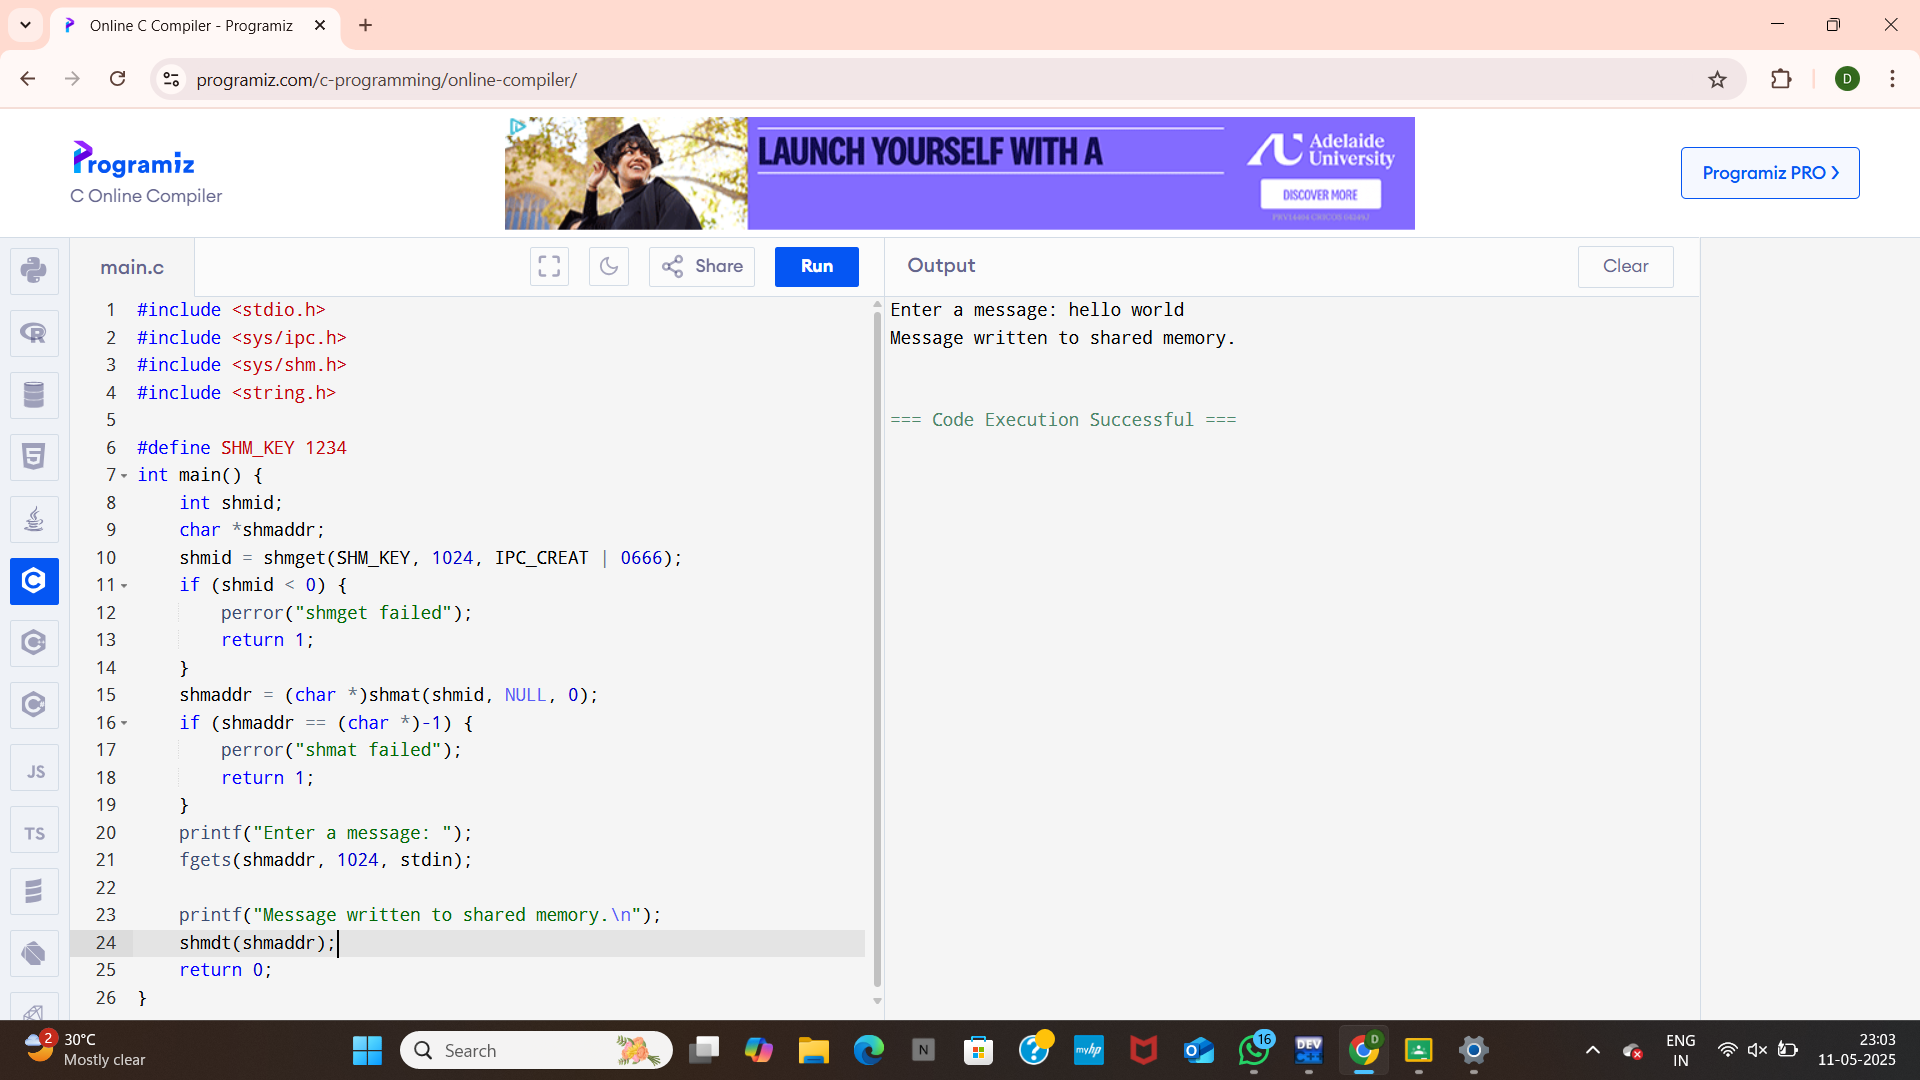 Online C Compiler - Programiz
programiz.com/c-programming/online-compiler/
D
Programiz
C Online Compiler
LAUNCH YOURSELF WITH A
Adelaide
University
DISCOVER MORE
PRV14404 CRICOS 04249J
Programiz PRO
main.c
Share
Run
Output
Clear
1 #include <stdio.h>
2 #include <sys/ipc.h>
3 #include <sys/shm.h>
4 #include <string.h>
5
6 #define SHM_KEY 1234
7 int main() {
8 int shmid;
9 char *shmaddr;
10 shmid = shmget(SHM_KEY, 1024, IPC_CREAT | 0666);
11 if (shmid < 0) {
12 perror("shmget failed");
13 return 1;
14 }
15 shmaddr = (char *)shmat(shmid, NULL, 0);
16 if (shmaddr == (char *)-1) {
17 perror("shmat failed");
18 return 1;
19 }
20 printf("Enter a message: ");
21 fgets(shmaddr, 1024, stdin);
22
23 printf("Message written to shared memory.\n");
24 shmdt(shmaddr);
25 return 0;
26 }
Enter a message: hello world
Message written to shared memory.
=== Code Execution Successful ===
JS
TS
2
30°C
Mostly clear
Search
N
myhp
16
DEV
D
ENG
IN
23:03
11-05-2025